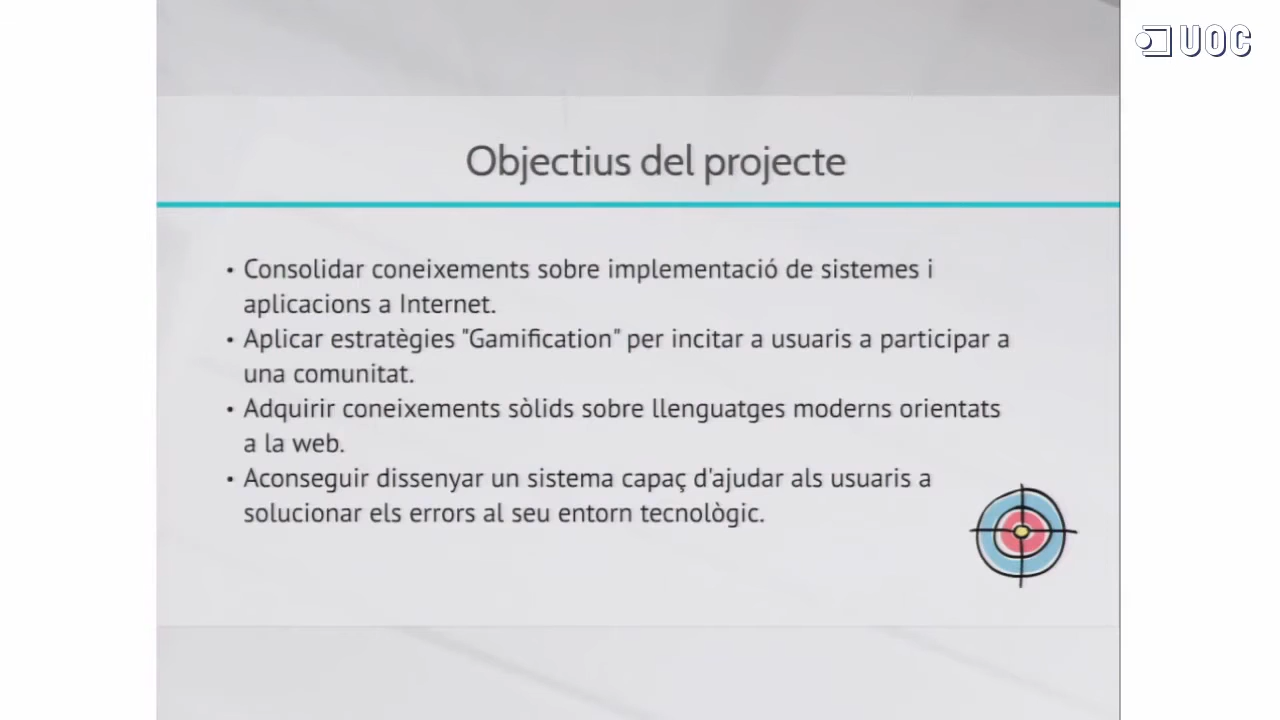 UOC
Objectius del projecte
• Consolidar coneixements sobre implementació de sistemes i
aplicacions a Internet.
• Aplicar estratègies "Gamification" per incitar a usuaris a participar a
una comunitat.
• Adquirir coneixements sòlids sobre llenguatges moderns orientats
a la web.
• Aconseguir dissenyar un sistema capaç d'ajudar als usuaris a
solucionar els errors al seu entorn tecnològic.